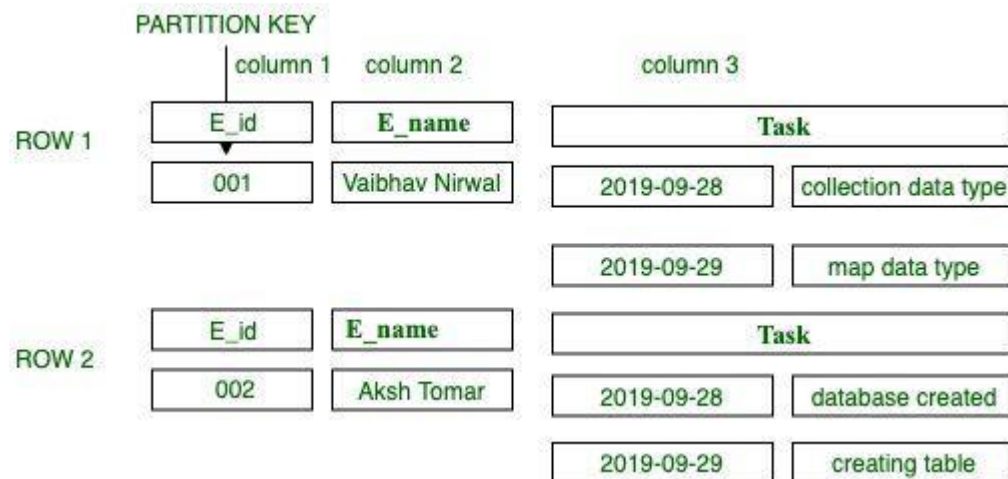 PARTITION KEY
column 1 column 2 column 3
ROW 1
E_id E_name Task
001 Vaibhav Nirwal 2019-09-28 collection data type
2019-09-29 map data type
ROW 2
E_id E_name Task
002 Aksh Tomar 2019-09-28 database created
2019-09-29 creating table